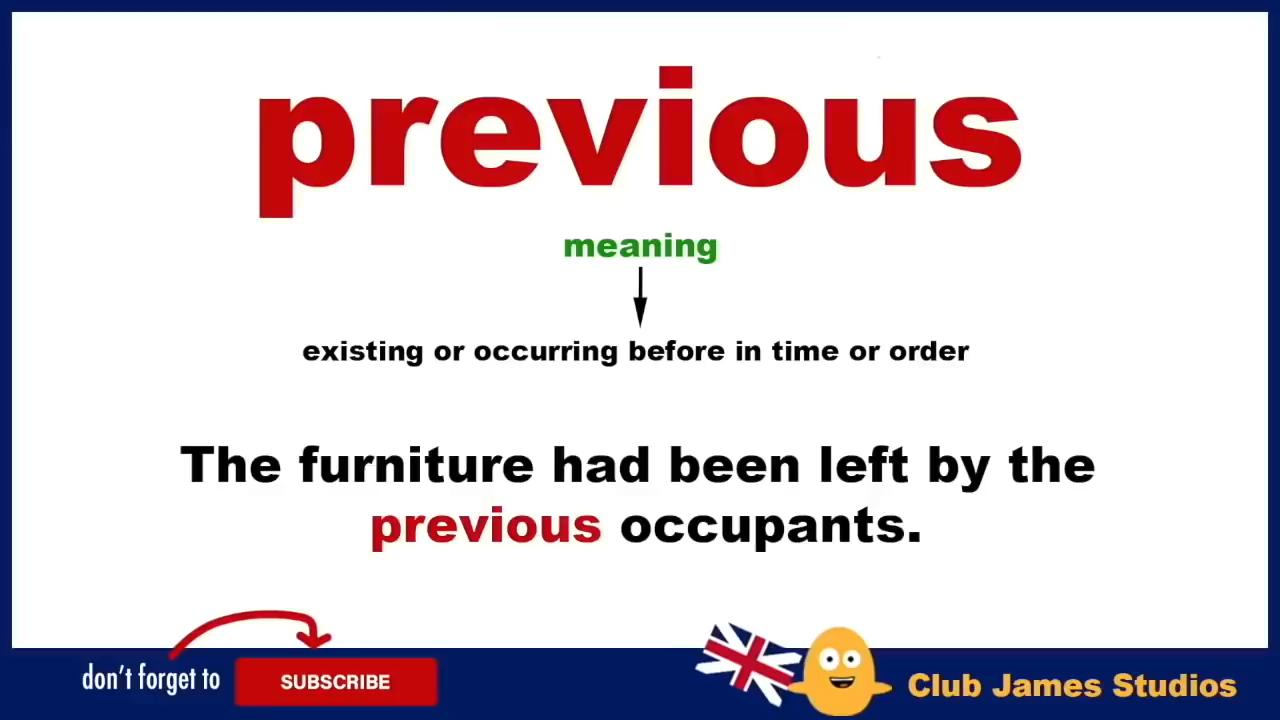 previous
meaning
existing or occurring before in time or order
The furniture had been left by the
previous occupants.
don't forget to
SUBSCRIBE
Club James Studios